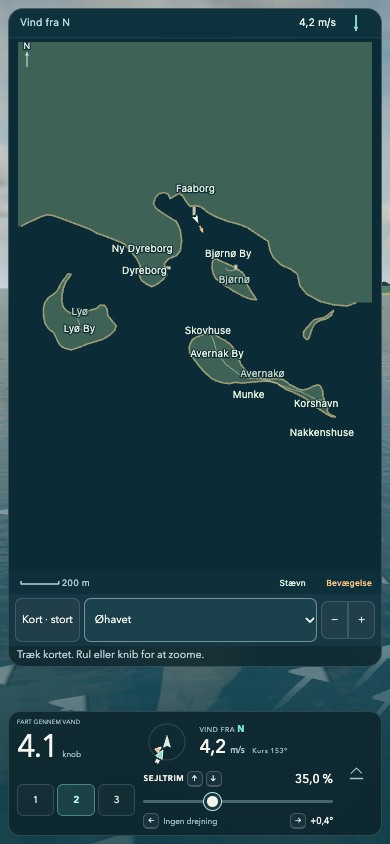 Vind fra N 4,2 m/s
N
Faaborg
Ny Dyreborg
Bjørnø By
Dyreborg
Bjørnø
Lyø
Lyø By
Skovhuse
Avernak By
Avernakø
Munke
Korshavn
Nakkenshuse
200 m Stævn Bevægelse
Kort · stort Øhavet − +
Træk kortet. Rul eller knib for at zoome.
FART GENNEM VAND
4.1 knob
VIND FRA N
4,2 m/s Kurs 153°
SEJLTRIM ↑ ↓ 35,0 %
1 2 3
← Ingen drejning → +0,4°